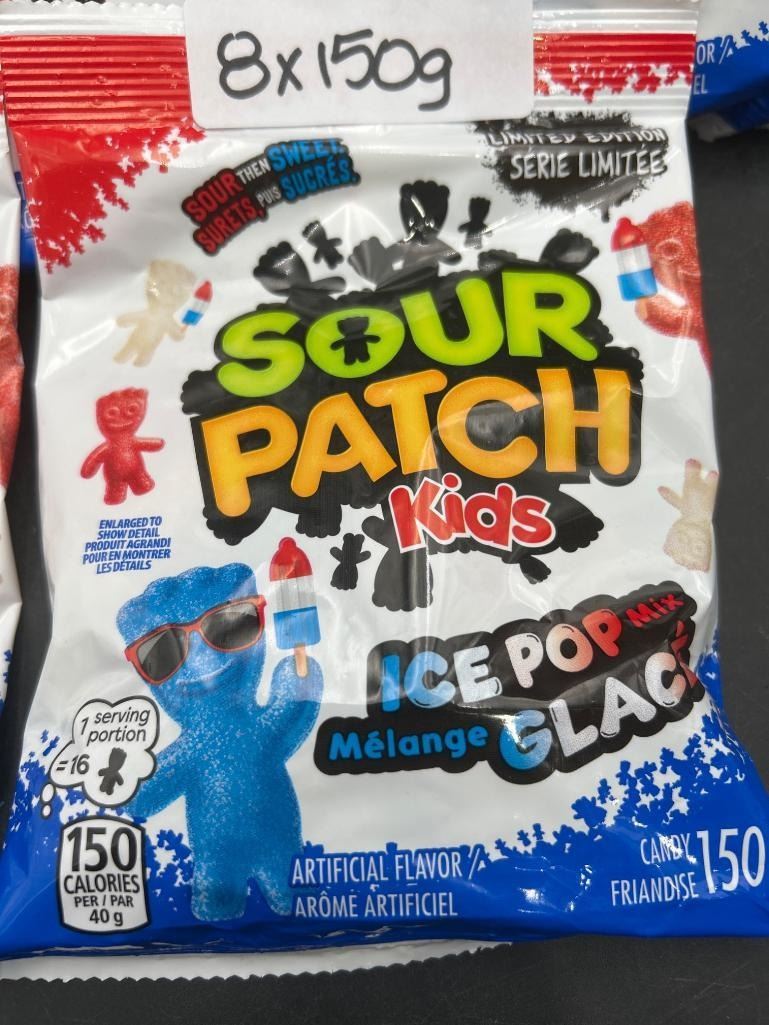 8x150g
OR /
EL
SOUR THEN SWEET.
SURETS, PUIS SUCRÉS.
LIMITED EDITION
SÉRIE LIMITÉE
SOUR
PATCH
Kids
ENLARGED TO
SHOW DETAIL
PRODUIT AGRANDI
POUR EN MONTRER
LES DÉTAILS
ICE POP Mix
Mélange GLACÉ
1 serving
portion
=16
150
CALORIES
PER / PAR
40 g
ARTIFICIAL FLAVOR /
ARÔME ARTIFICIEL
CANDY
FRIANDISE 150